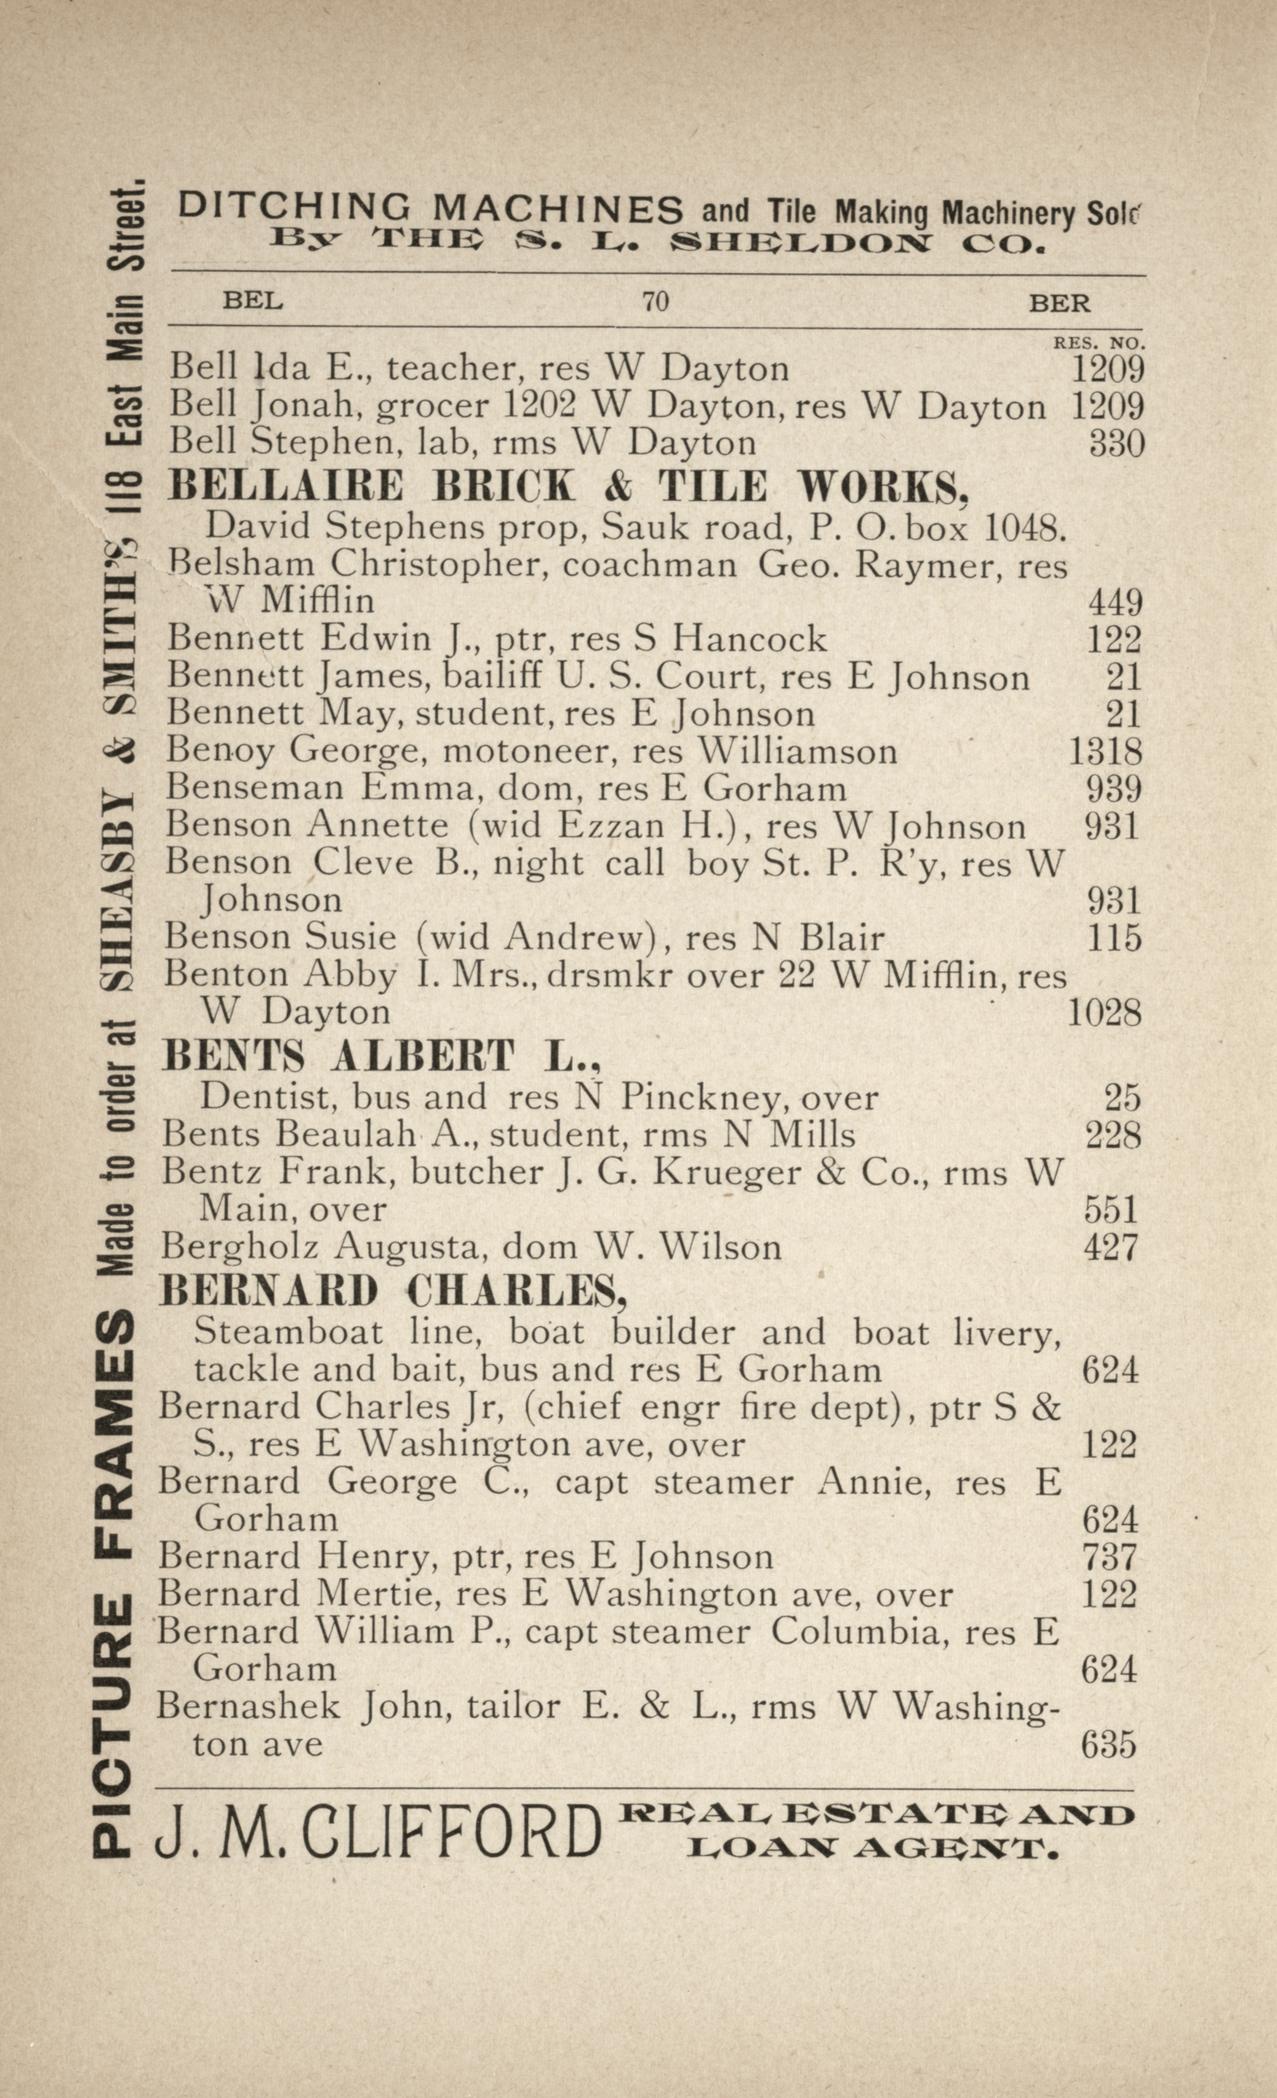 DITCHING MACHINES and Tile Making Machinery Sold
By THE S. L. SHELDON CO.
BEL 70 BER
RES. NO.
Bell Ida E., teacher, res W Dayton 1209
Bell Jonah, grocer 1202 W Dayton, res W Dayton 1209
Bell Stephen, lab, rms W Dayton 330
BELLAIRE BRICK & TILE WORKS,
David Stephens prop, Sauk road, P. O. box 1048.
Belsham Christopher, coachman Geo. Raymer, res
W Mifflin 449
Bennett Edwin J., ptr, res S Hancock 122
Bennett James, bailiff U. S. Court, res E Johnson 21
Bennett May, student, res E Johnson 21
Benoy George, motoneer, res Williamson 1318
Benseman Emma, dom, res E Gorham 939
Benson Annette (wid Ezzan H.), res W Johnson 931
Benson Cleve B., night call boy St. P. R'y, res W
Johnson 931
Benson Susie (wid Andrew), res N Blair 115
Benton Abby I. Mrs., drsmkr over 22 W Mifflin, res
W Dayton 1028
BENTS ALBERT L.,
Dentist, bus and res N Pinckney, over 25
Bents Beaulah A., student, rms N Mills 228
Bentz Frank, butcher J. G. Krueger & Co., rms W
Main, over 551
Bergholz Augusta, dom W. Wilson 427
BERNARD CHARLES,
Steamboat line, boat builder and boat livery,
tackle and bait, bus and res E Gorham 624
Bernard Charles Jr, (chief engr fire dept), ptr S &
S., res E Washington ave, over 122
Bernard George C., capt steamer Annie, res E
Gorham 624
Bernard Henry, ptr, res E Johnson 737
Bernard Mertie, res E Washington ave, over 122
Bernard William P., capt steamer Columbia, res E
Gorham 624
Bernashek John, tailor E. & L., rms W Washing-
ton ave 635
J. M. CLIFFORD REAL ESTATE AND
LOAN AGENT.
PICTURE FRAMES Made to order at SHEASBY & SMITH'S, 118 East Main Street.